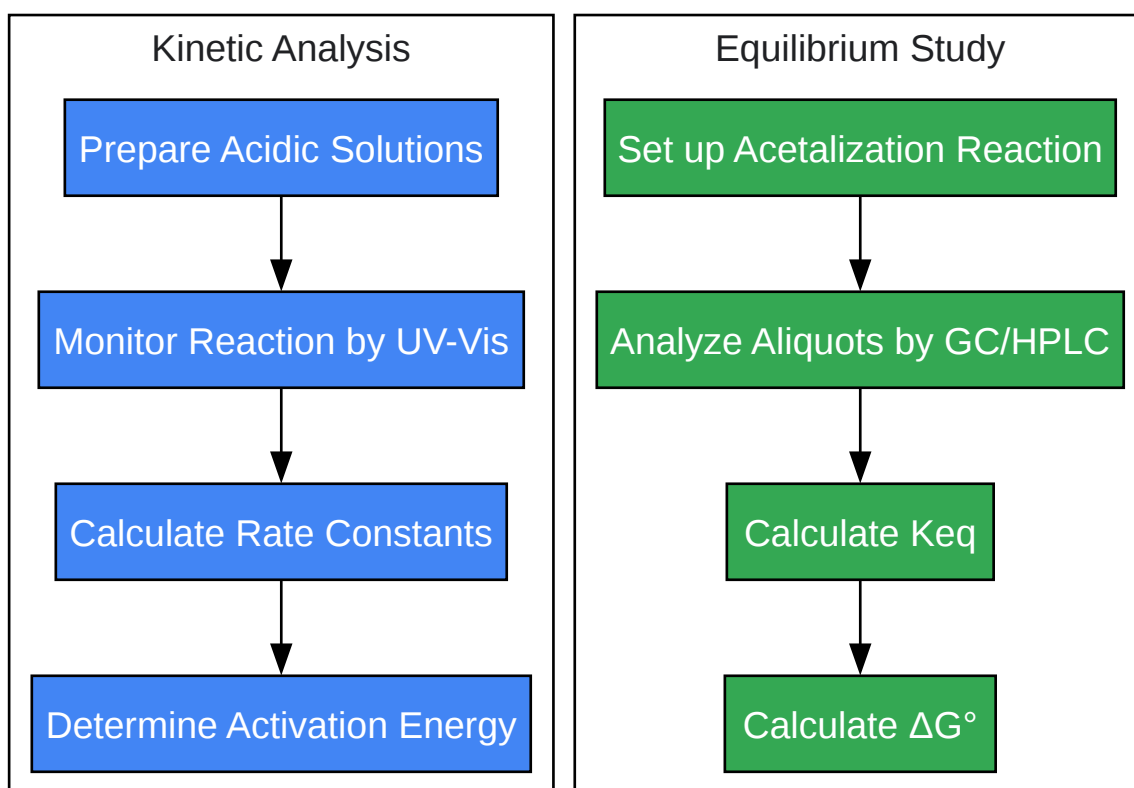 Kinetic Analysis
Prepare Acidic Solutions
Monitor Reaction by UV-Vis
Calculate Rate Constants
Determine Activation Energy
Equilibrium Study
Set up Acetalization Reaction
Analyze Aliquots by GC/HPLC
Calculate Keq
Calculate ΔG°